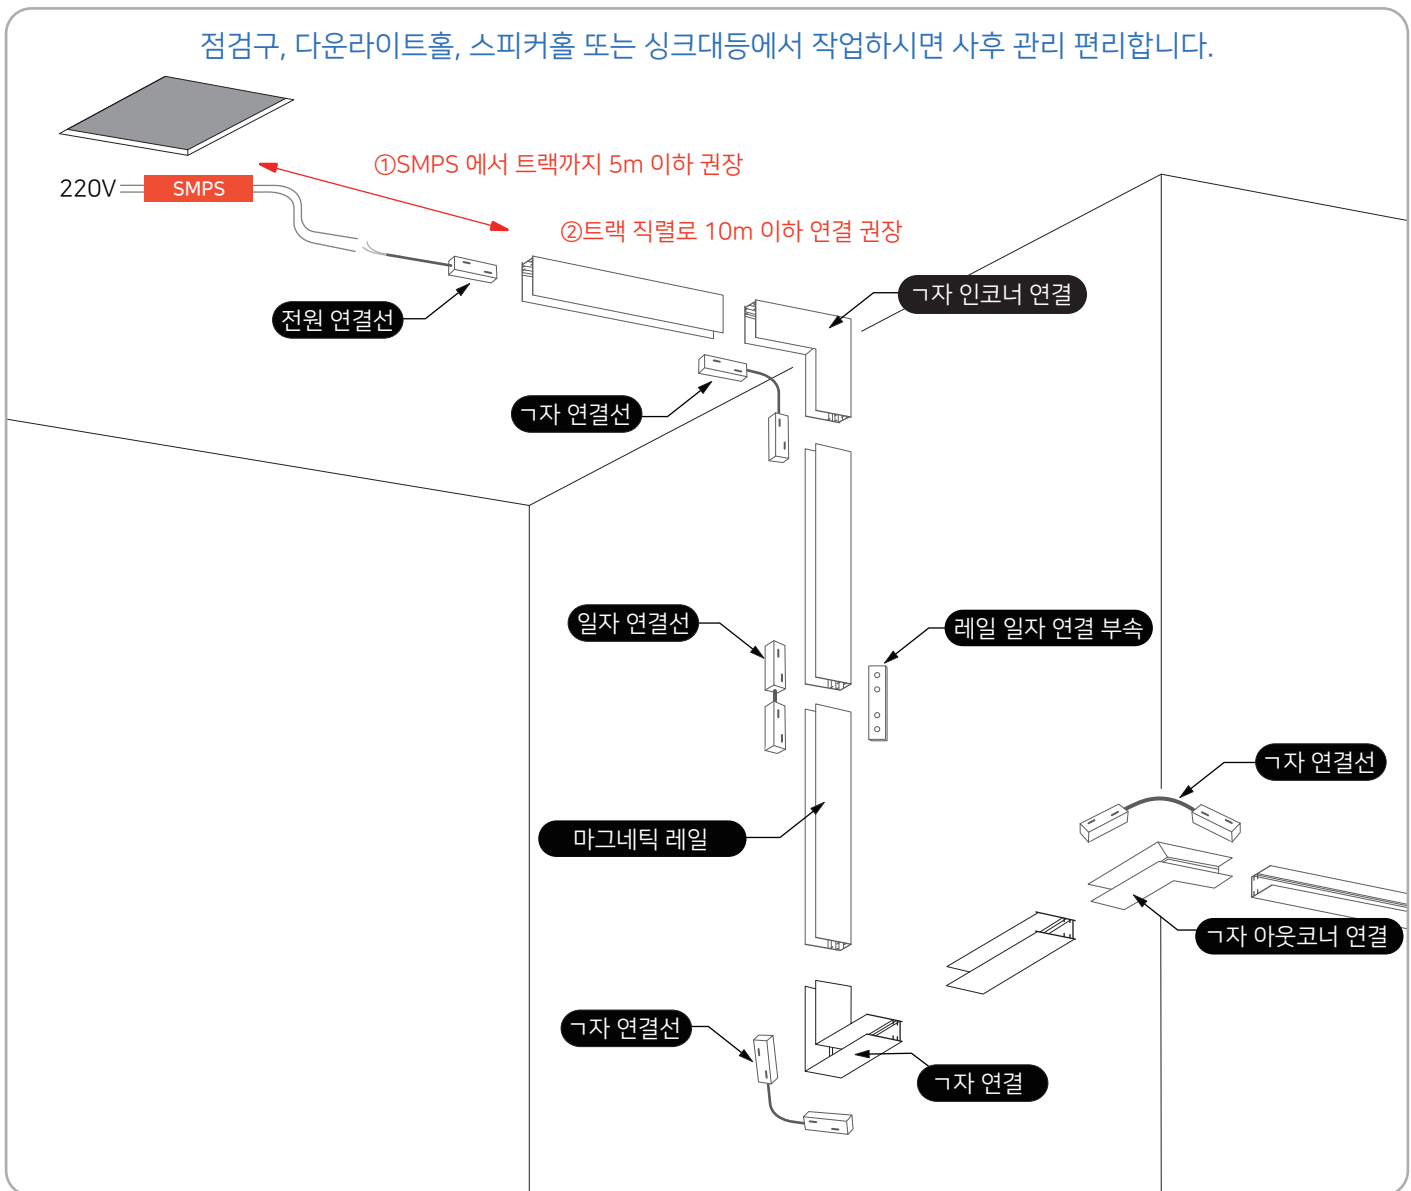 점검구, 다운라이트홀, 스피커홀 또는 싱크대등에서 작업하시면 사후 관리 편리합니다.
①SMPS 에서 트랙까지 5m 이하 권장
220V
SMPS
②트랙 직렬로 10m 이하 연결 권장
ㄱ자 인코너 연결
전원 연결선
ㄱ자 연결선
일자 연결선
레일 일자 연결 부속
ㄱ자 연결선
마그네틱 레일
ㄱ자 아웃코너 연결
ㄱ자 연결선
ㄱ자 연결